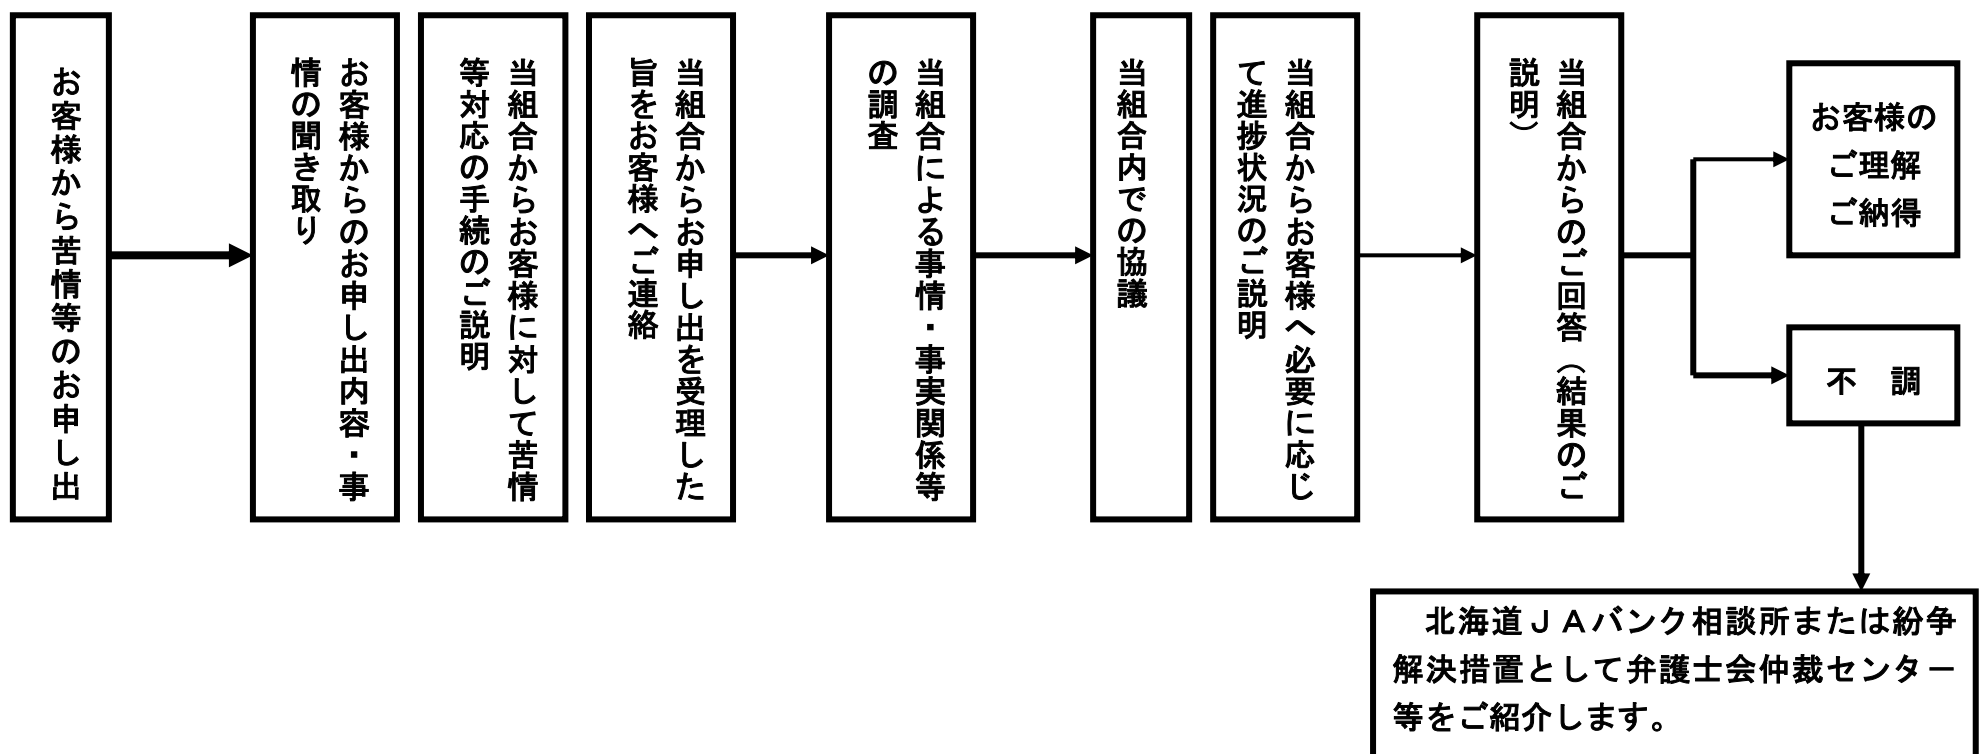 お客様から苦情等のお申し出
お客様からのお申し出内容・事
情の聞き取り
当組合からお客様に対して苦情
等対応の手続のご説明
当組合からお申し出を受理した
旨をお客様へご連絡
当組合による事情・事実関係等
の調査
当組合内での協議
当組合からお客様へ必要に応じ
て進捗状況のご説明
当組合からのご回答（結果のご
説明）
お客様の
ご理解
ご納得
不　調
北海道ＪＡバンク相談所または紛争
解決措置として弁護士会仲裁センター
等をご紹介します。